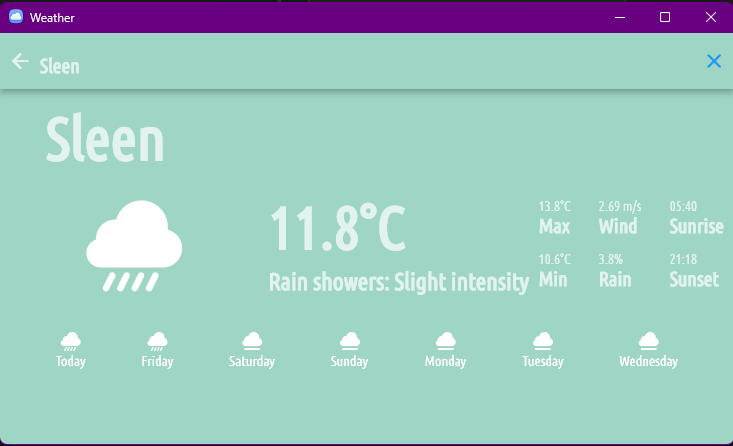 Weather
Sleen
Sleen
11.8°C
Rain showers: Slight intensity
13.8°C 2.69 m/s 05:40
Max Wind Sunrise
10.6°C 3.8% 21:18
Min Rain Sunset
Today Friday Saturday Sunday Monday Tuesday Wednesday